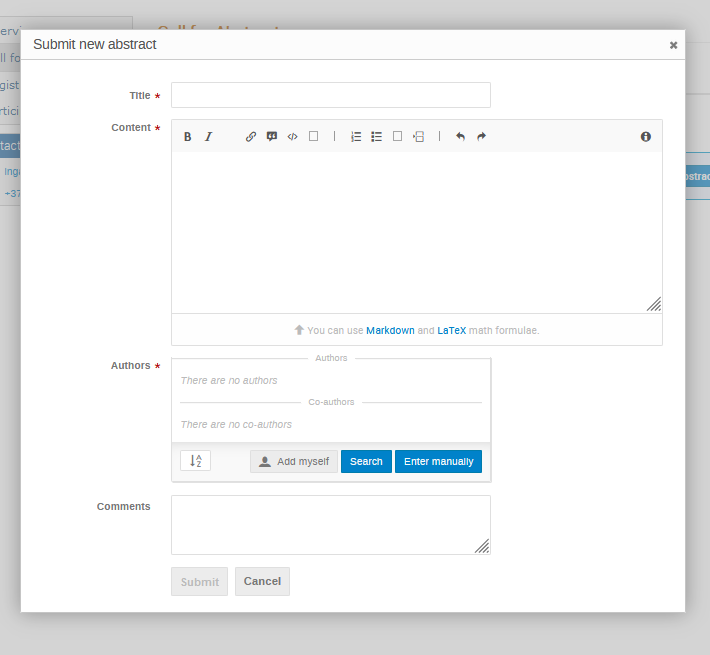 Submit new abstract
Title *
Content *
B I
You can use Markdown and LaTeX math formulae.
Authors *
Authors
There are no authors
Co-authors
There are no co-authors
Add myself
Search
Enter manually
Comments
Submit
Cancel